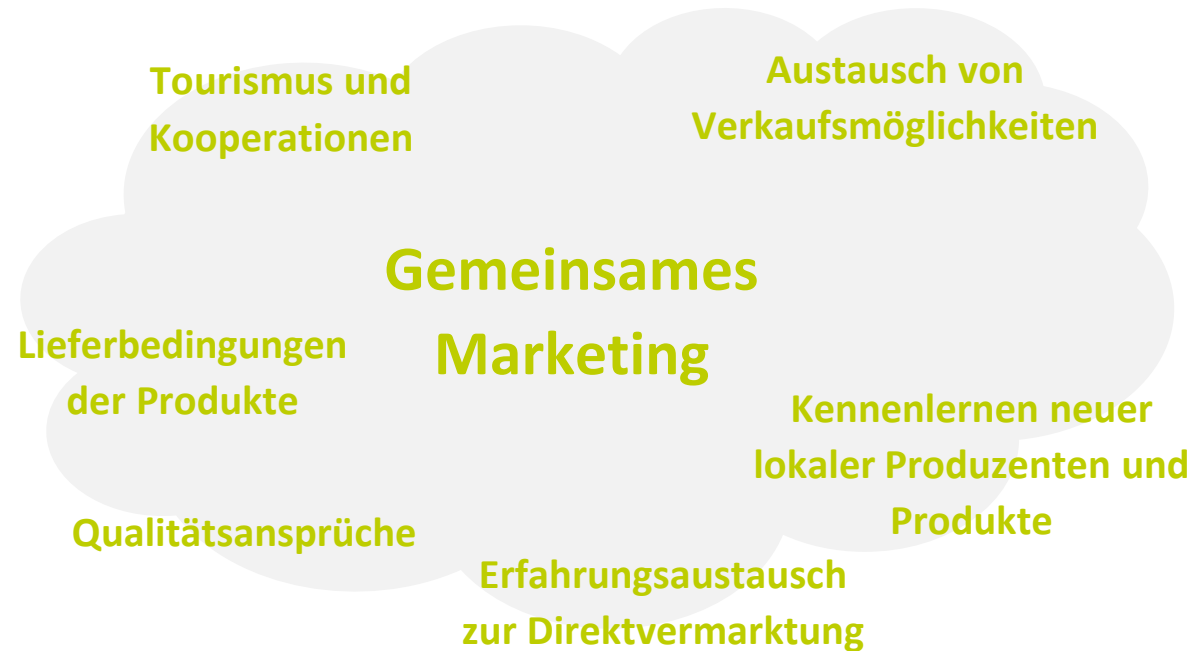 Tourismus und
Kooperationen
Austausch von
Verkaufsmöglichkeiten
Gemeinsames
Marketing
Lieferbedingungen
der Produkte
Kennenlernen neuer
lokaler Produzenten und
Produkte
Qualitätsansprüche
Erfahrungsaustausch
zur Direktvermarktung